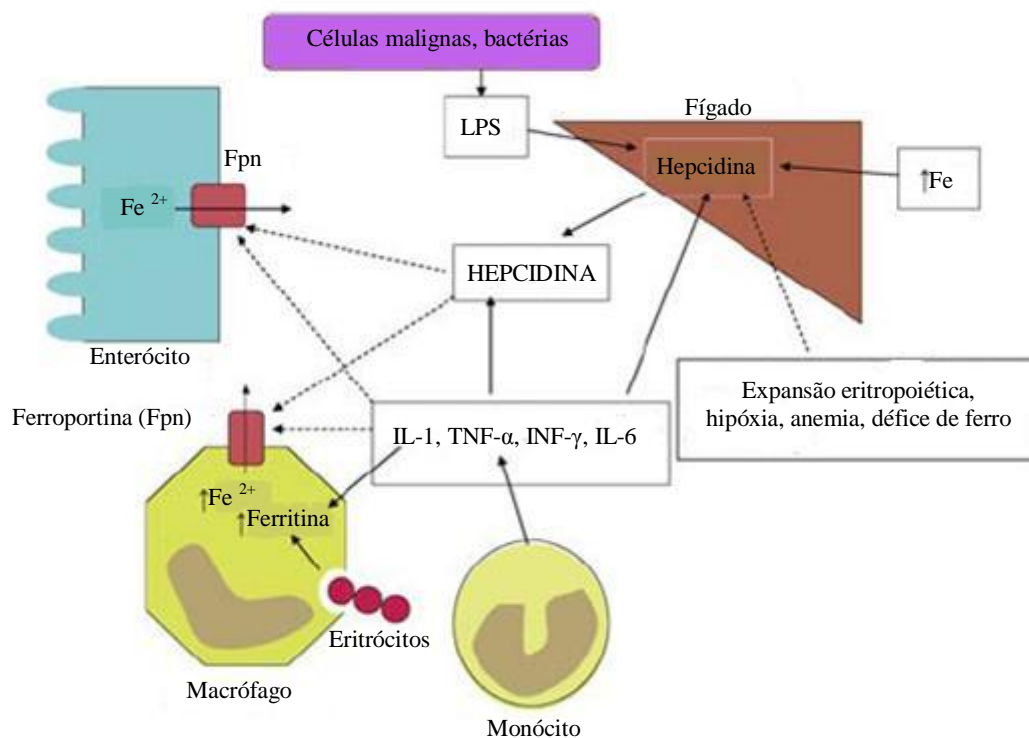 Células malignas, bactérias
LPS
Fígado
Hepcidina
↑Fe
Fpn
Fe 2+
HEPCIDINA
Enterócito
Expansão eritropoiética,
hipóxia, anemia, défice de ferro
Ferroportina (Fpn)
IL-1, TNF-α, INF-γ, IL-6
↑Fe 2+
↑Ferritina
Eritrócitos
Macrófago
Monócito